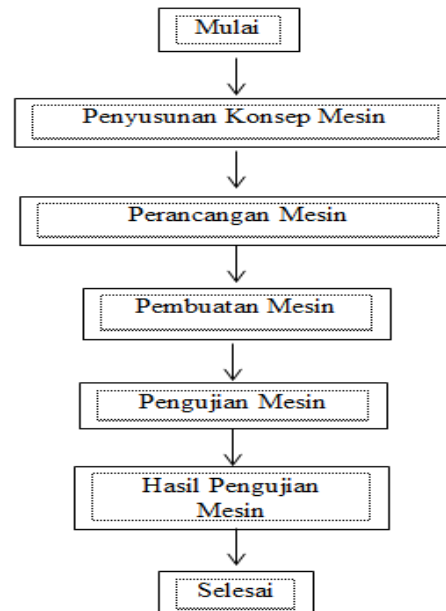 Mulai
Penyusunan Konsep Mesin
Perancangan Mesin
Pembuatan Mesin
Pengujian Mesin
Hasil Pengujian
Mesin
Selesai